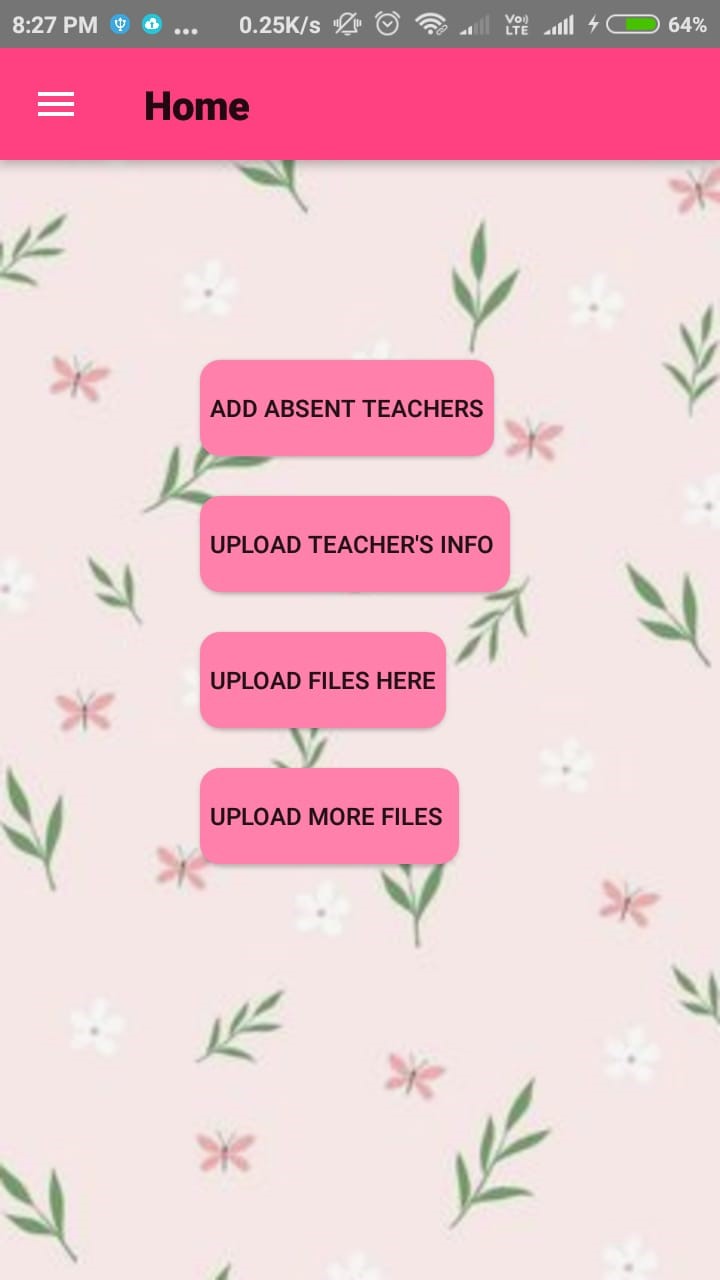 8:27 PM ... 0.25K/s Vo) LTE 64%
Home
ADD ABSENT TEACHERS
UPLOAD TEACHER'S INFO
UPLOAD FILES HERE
UPLOAD MORE FILES